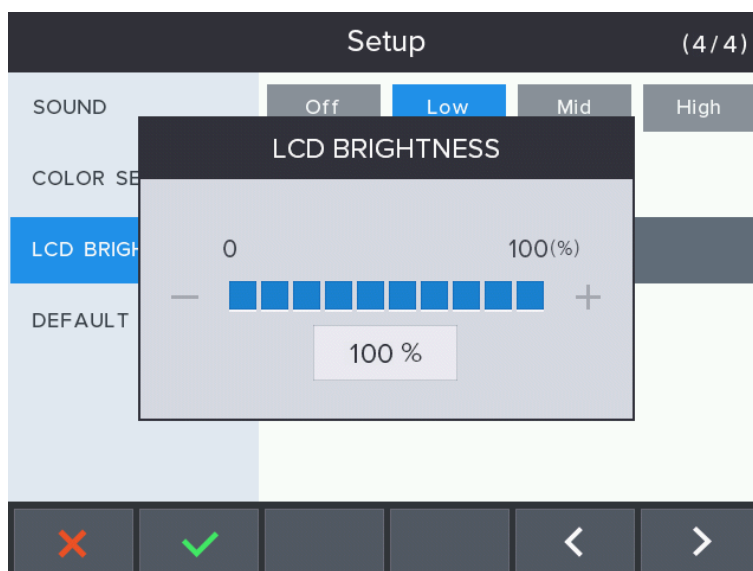 Setup (4/4)
SOUND Off Low Mid High
LCD BRIGHTNESS
COLOR SE
0 100(%)
LCD BRIGH
− +
100 %
DEFAULT